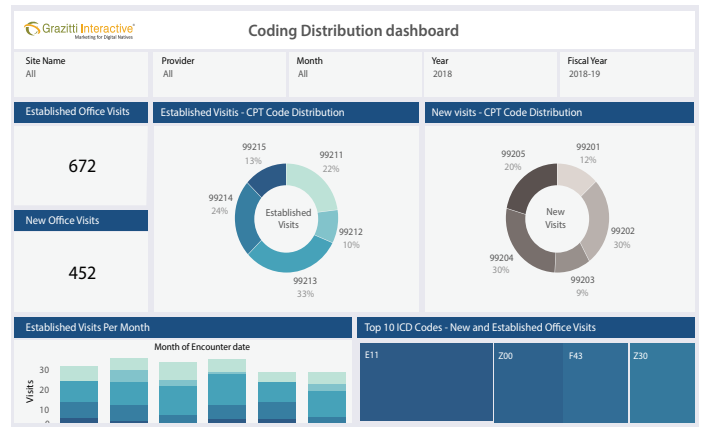 Grazitti Interactive
Marketing for Digital Natives
Coding Distribution dashboard
Site Name
All
Provider
All
Month
All
Year
2018
Fiscal Year
2018-19
Established Office Visits
672
New Office Visits
452
Established Visitis - CPT Code Distribution
99215
13%
99211
22%
99214
24%
Established
Visits
99212
10%
99213
33%
New visits - CPT Code Distribution
99205
20%
99201
12%
New
Visits
99202
30%
99204
30%
99203
9%
Established Visits Per Month
Month of Encounter date
Visits
30
20
10
0
Top 10 ICD Codes - New and Established Office Visits
E11
Z00
F43
Z30